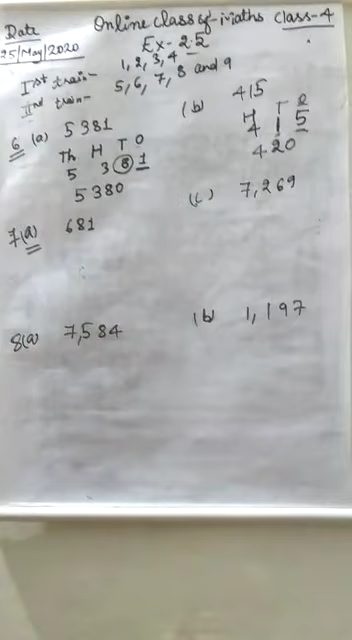 Date Online class of Maths Class-4
25/May/2020 Ex-2.2
Ist train- 1, 2, 3, 4
IInd train- 5, 6, 7, 8 and 9
6 (a) 5381 (b) 415
Th H T O H T O
5 3 8 1 4 1 5
5380 420
(c) 7,269
7(a) 681
8(a) 7,584 (b) 1,197